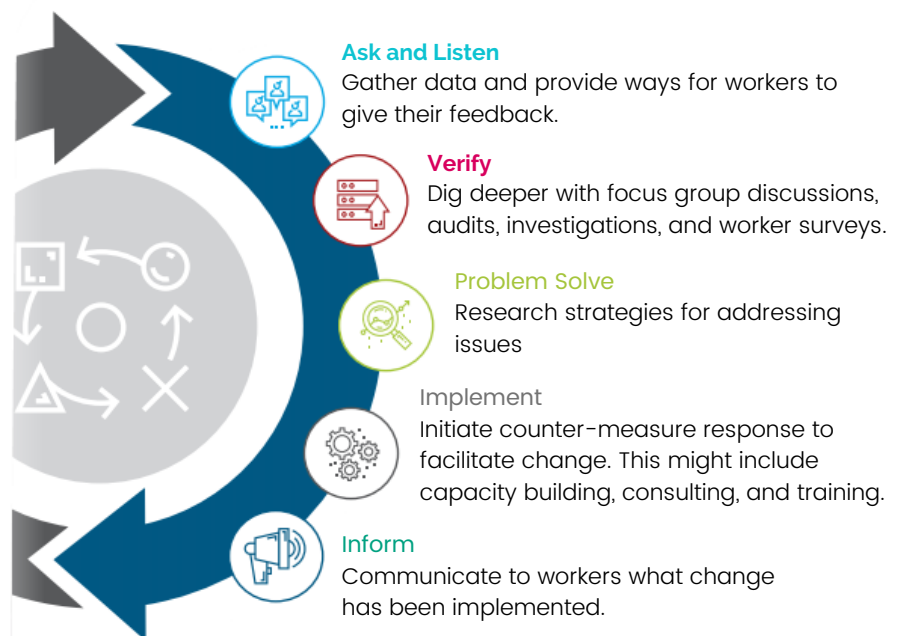 Ask and Listen
Gather data and provide ways for workers to
give their feedback.
Verify
Dig deeper with focus group discussions,
audits, investigations, and worker surveys.
Problem Solve
Research strategies for addressing
issues
Implement
Initiate counter-measure response to
facilitate change. This might include
capacity building, consulting, and training.
Inform
Communicate to workers what change
has been implemented.